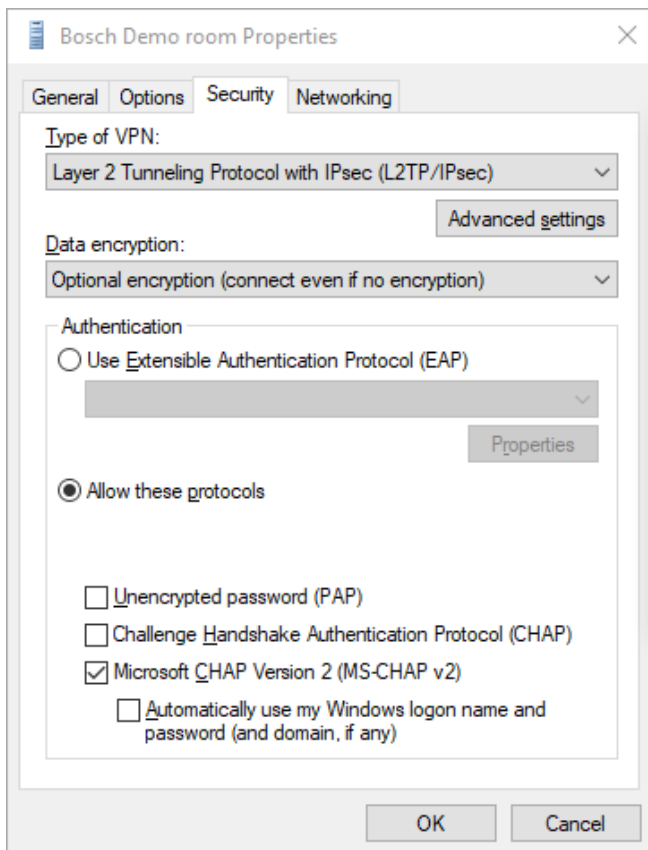 Bosch Demo room Properties
General Options Security Networking
Type of VPN:
Layer 2 Tunneling Protocol with IPsec (L2TP/IPsec)
Advanced settings
Data encryption:
Optional encryption (connect even if no encryption)
Authentication
Use Extensible Authentication Protocol (EAP)
Properties
Allow these protocols
Unencrypted password (PAP)
Challenge Handshake Authentication Protocol (CHAP)
Microsoft CHAP Version 2 (MS-CHAP v2)
Automatically use my Windows logon name and
password (and domain, if any)
OK Cancel